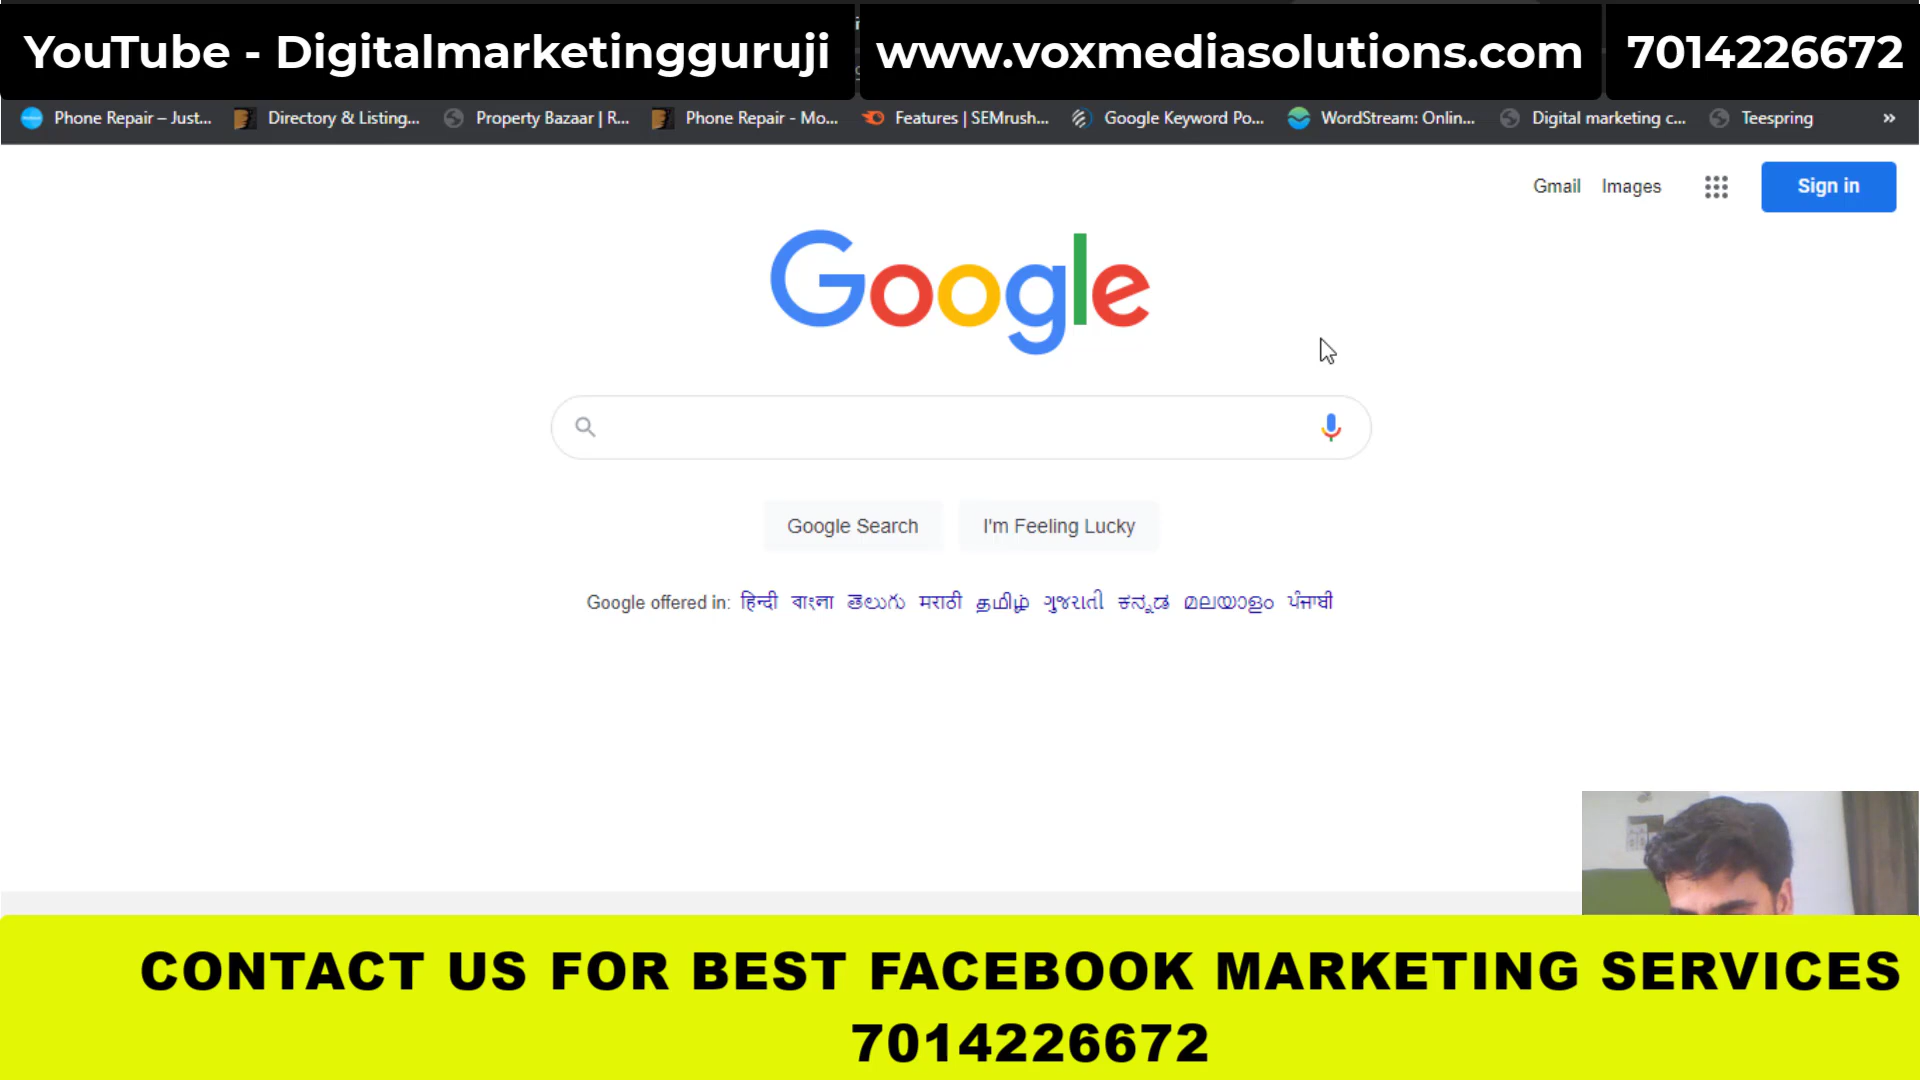 YouTube - Digitalmarketingguruji www.voxmediasolutions.com 7014226672
Phone Repair – Just... Directory & Listing... Property Bazaar | R... Phone Repair - Mo... Features | SEMrush... Google Keyword Po... WordStream: Onlin... Digital marketing c... Teespring »
Gmail Images Sign in
Google
Google Search I'm Feeling Lucky
Google offered in: हिन्दी বাংলা తెలుగు मराठी தமிழ் ગુજરાતી ಕನ್ನಡ മലയാളം ਪੰਜਾਬੀ
CONTACT US FOR BEST FACEBOOK MARKETING SERVICES
7014226672